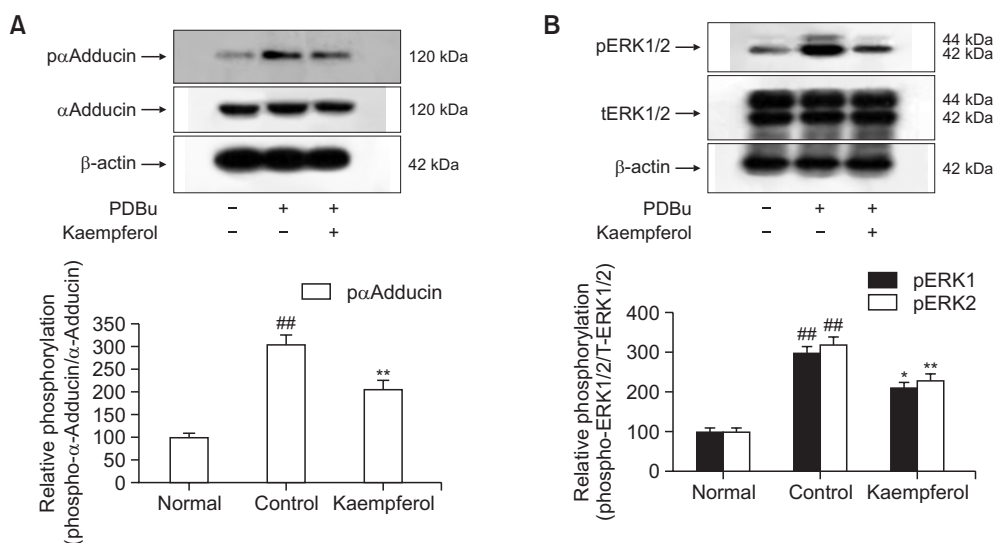 A
pαAdducin → 120 kDa
αAdducin → 120 kDa
β-actin → 42 kDa
PDBu − + +
Kaempferol − − +
Relative phosphorylation
(phospho-α-Adducin/α-Adducin)
pαAdducin
350
300
250
200
150
100
50
0
##
**
Normal Control Kaempferol
B
pERK1/2 → 44 kDa
42 kDa
tERK1/2 → 44 kDa
42 kDa
β-actin → 42 kDa
PDBu − + +
Kaempferol − − +
Relative phosphorylation
(phospho-ERK1/2/T-ERK1/2)
pERK1
pERK2
400
300
200
100
0
## ##
* **
Normal Control Kaempferol